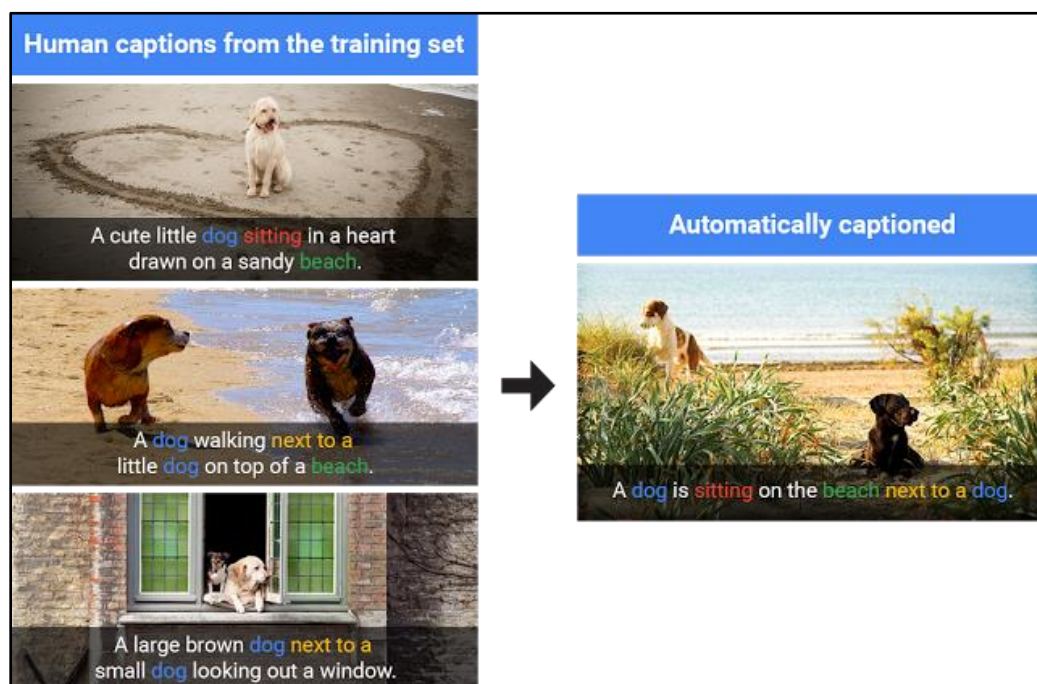 Human captions from the training set
A cute little dog sitting in a heart
drawn on a sandy beach.
A dog walking next to a
little dog on top of a beach.
A large brown dog next to a
small dog looking out a window.
Automatically captioned
A dog is sitting on the beach next to a dog.